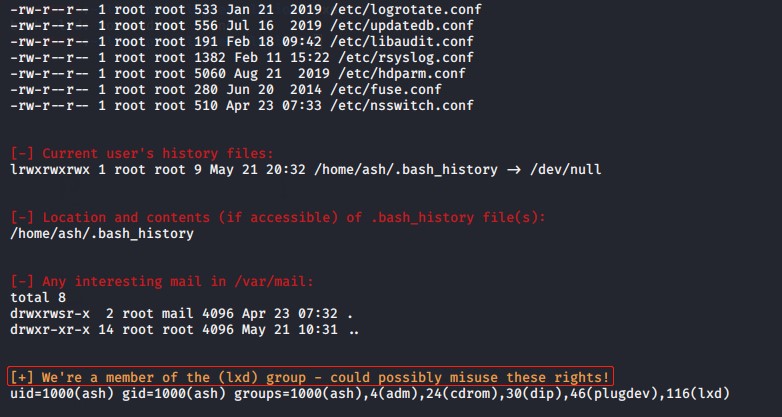 -rw-r--r-- 1 root root 533 Jan 21  2019 /etc/logrotate.conf
-rw-r--r-- 1 root root 556 Jul 16  2019 /etc/updatedb.conf
-rw-r--r-- 1 root root 191 Feb 18 09:42 /etc/libaudit.conf
-rw-r--r-- 1 root root 1382 Feb 11 15:22 /etc/rsyslog.conf
-rw-r--r-- 1 root root 5060 Aug 21  2019 /etc/hdparm.conf
-rw-r--r-- 1 root root 280 Jun 20  2014 /etc/fuse.conf
-rw-r--r-- 1 root root 510 Apr 23 07:33 /etc/nsswitch.conf
[-] Current user's history files:
lrwxrwxrwx 1 root root 9 May 21 20:32 /home/ash/.bash_history -> /dev/null
[-] Location and contents (if accessible) of .bash_history file(s):
/home/ash/.bash_history
[-] Any interesting mail in /var/mail:
total 8
drwxrwsr-x  2 root mail 4096 Apr 23 07:32 .
drwxr-xr-x 14 root root 4096 May 21 10:31 ..
[+] We're a member of the (lxd) group - could possibly misuse these rights!
uid=1000(ash) gid=1000(ash) groups=1000(ash),4(adm),24(cdrom),30(dip),46(plugdev),116(lxd)